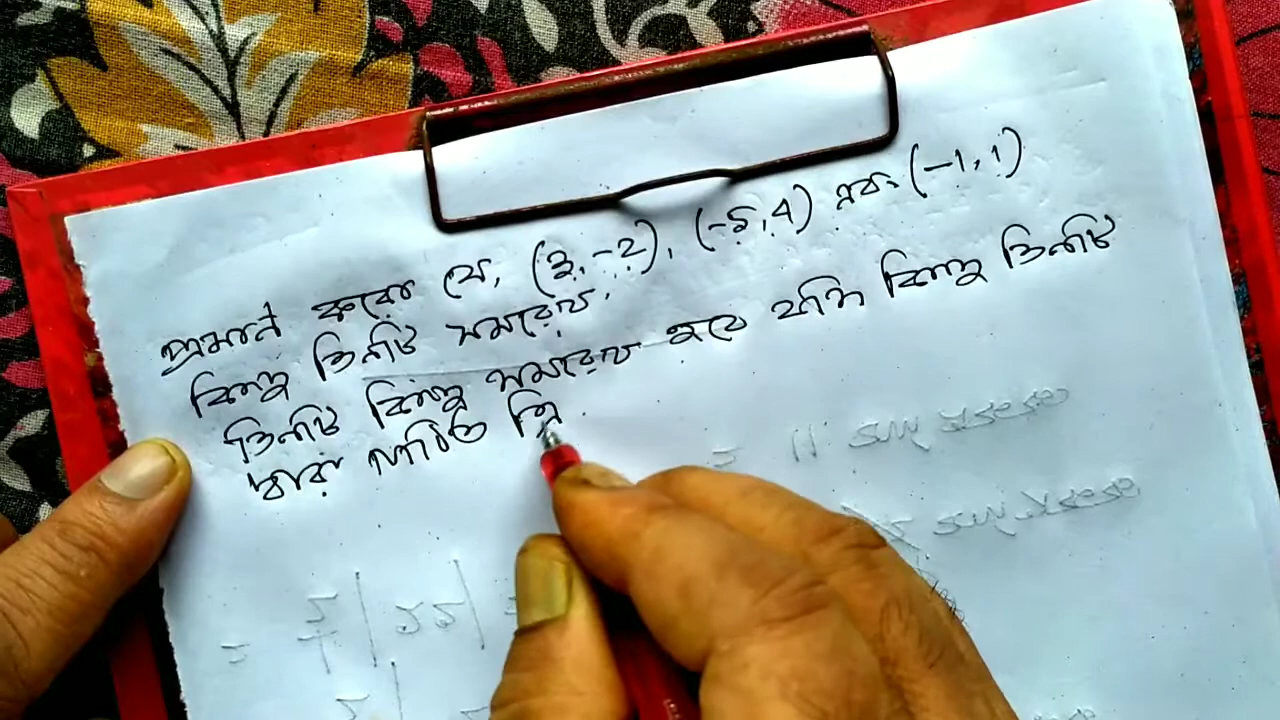 প্রমাণ করো যে, (3,-2), (-5,4) এবং (-1,1)
বিন্দু তিনটি সমরেখ.
তিনটি বিন্দু সমরেখ হবে যদি বিন্দু তিনটি
দ্বারা গঠিত ত্রি